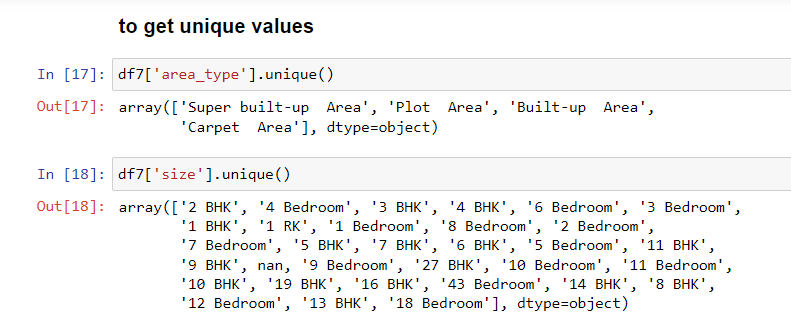 to get unique values
In [17]: df7['area_type'].unique()
Out[17]: array(['Super built-up  Area', 'Plot  Area', 'Built-up  Area',
'Carpet  Area'], dtype=object)
In [18]: df7['size'].unique()
Out[18]: array(['2 BHK', '4 Bedroom', '3 BHK', '4 BHK', '6 Bedroom', '3 Bedroom',
'1 BHK', '1 RK', '1 Bedroom', '8 Bedroom', '2 Bedroom',
'7 Bedroom', '5 BHK', '7 BHK', '6 BHK', '5 Bedroom', '11 BHK',
'9 BHK', nan, '9 Bedroom', '27 BHK', '10 Bedroom', '11 Bedroom',
'10 BHK', '19 BHK', '16 BHK', '43 Bedroom', '14 BHK', '8 BHK',
'12 Bedroom', '13 BHK', '18 Bedroom'], dtype=object)